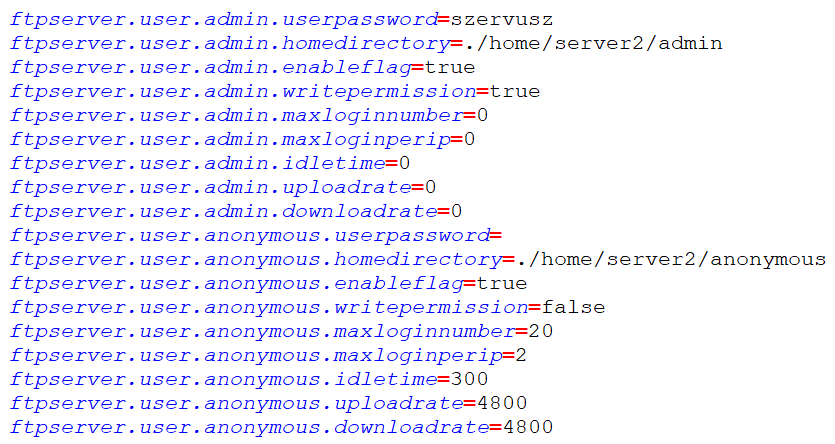 ftpserver.user.admin.userpassword=szervusz
ftpserver.user.admin.homedirectory=./home/server2/admin
ftpserver.user.admin.enableflag=true
ftpserver.user.admin.writepermission=true
ftpserver.user.admin.maxloginnumber=0
ftpserver.user.admin.maxloginperip=0
ftpserver.user.admin.idletime=0
ftpserver.user.admin.uploadrate=0
ftpserver.user.admin.downloadrate=0
ftpserver.user.anonymous.userpassword=
ftpserver.user.anonymous.homedirectory=./home/server2/anonymous
ftpserver.user.anonymous.enableflag=true
ftpserver.user.anonymous.writepermission=false
ftpserver.user.anonymous.maxloginnumber=20
ftpserver.user.anonymous.maxloginperip=2
ftpserver.user.anonymous.idletime=300
ftpserver.user.anonymous.uploadrate=4800
ftpserver.user.anonymous.downloadrate=4800